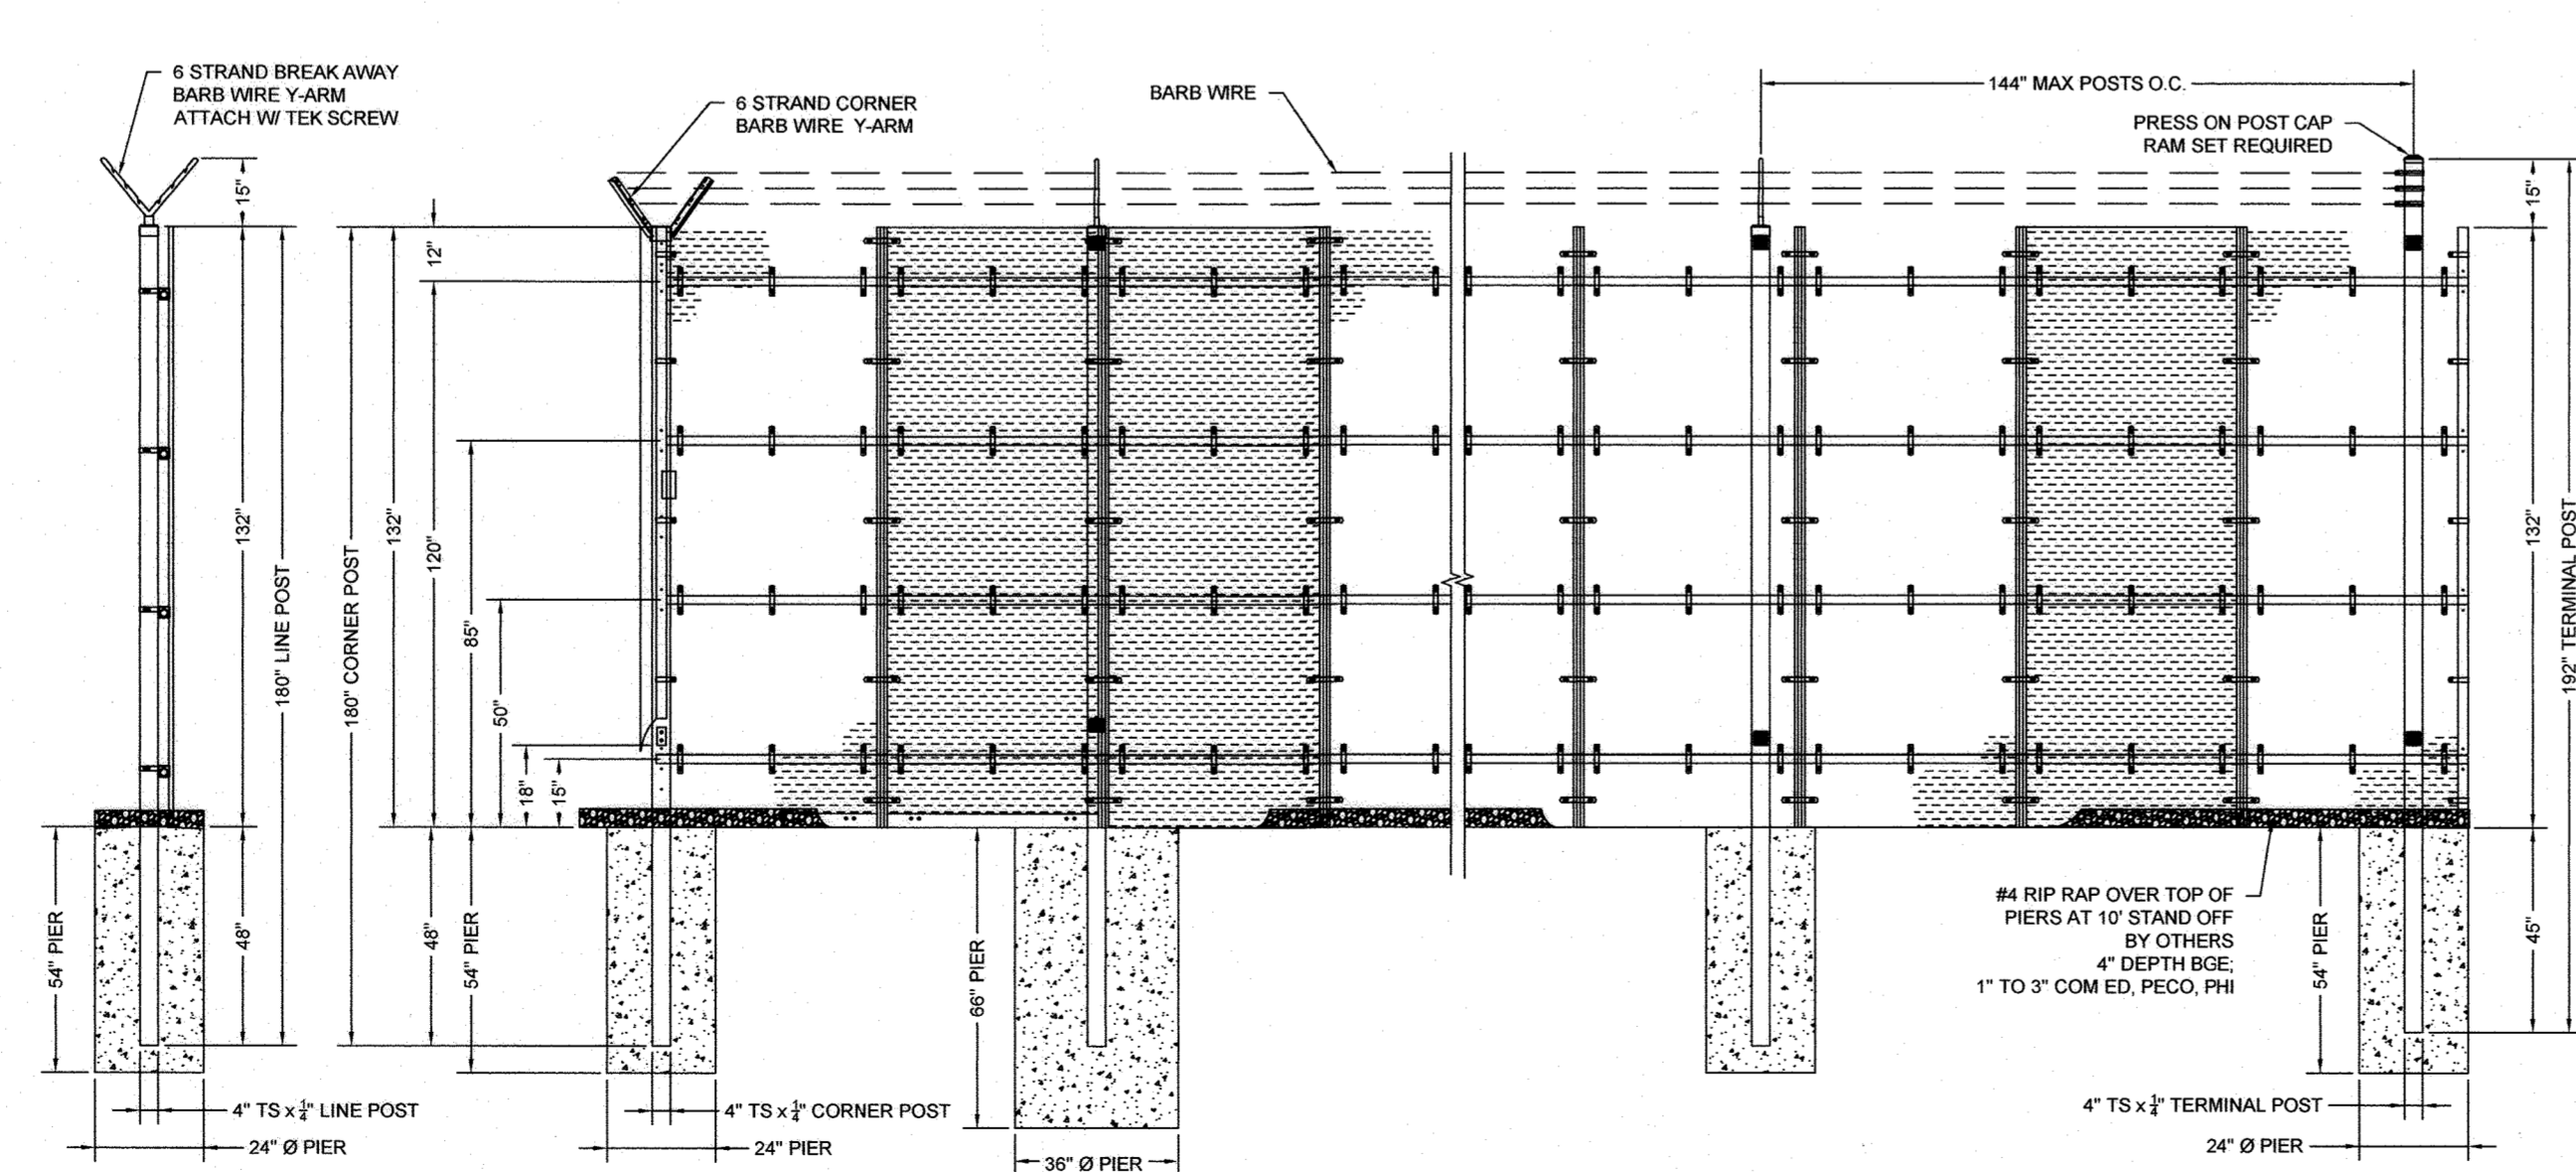 6 STRAND BREAK AWAY
BARB WIRE Y-ARM
ATTACH W/ TEK SCREW
6 STRAND CORNER
BARB WIRE Y-ARM
BARB WIRE
144" MAX POSTS O.C.
PRESS ON POST CAP
RAM SET REQUIRED
15"
132"
180" LINE POST
54" PIER
48"
4" TS x 1/4" LINE POST
24" Ø PIER
180" CORNER POST
132"
12"
120"
85"
50"
18"
15"
48"
54" PIER
4" TS x 1/4" CORNER POST
24" PIER
66" PIER
36" Ø PIER
#4 RIP RAP OVER TOP OF
PIERS AT 10' STAND OFF
BY OTHERS
4" DEPTH BGE;
1" TO 3" COM ED, PECO, PHI
15"
132"
192" TERMINAL POST
45"
54" PIER
4" TS x 1/4" TERMINAL POST
24" Ø PIER